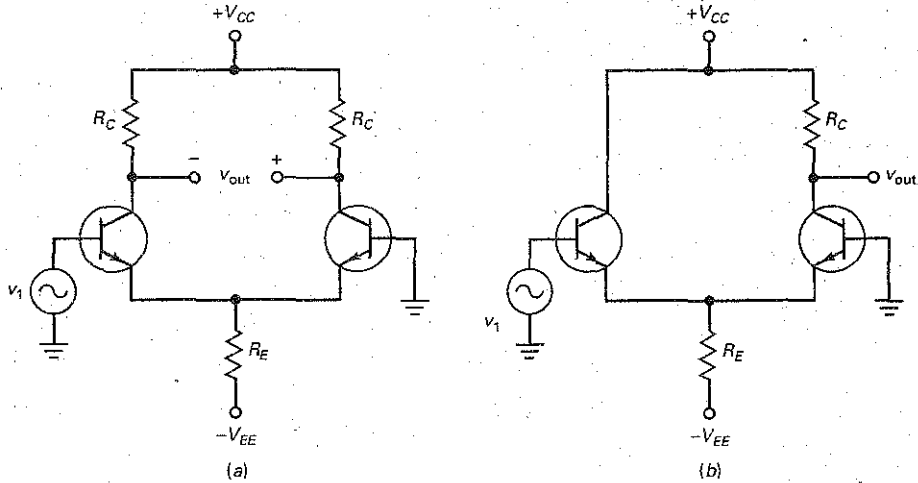 +V_CC
R_C
R_C
−
v_out
+
v_1
R_E
−V_EE
(a)
+V_CC
R_C
v_out
v_1
R_E
−V_EE
(b)